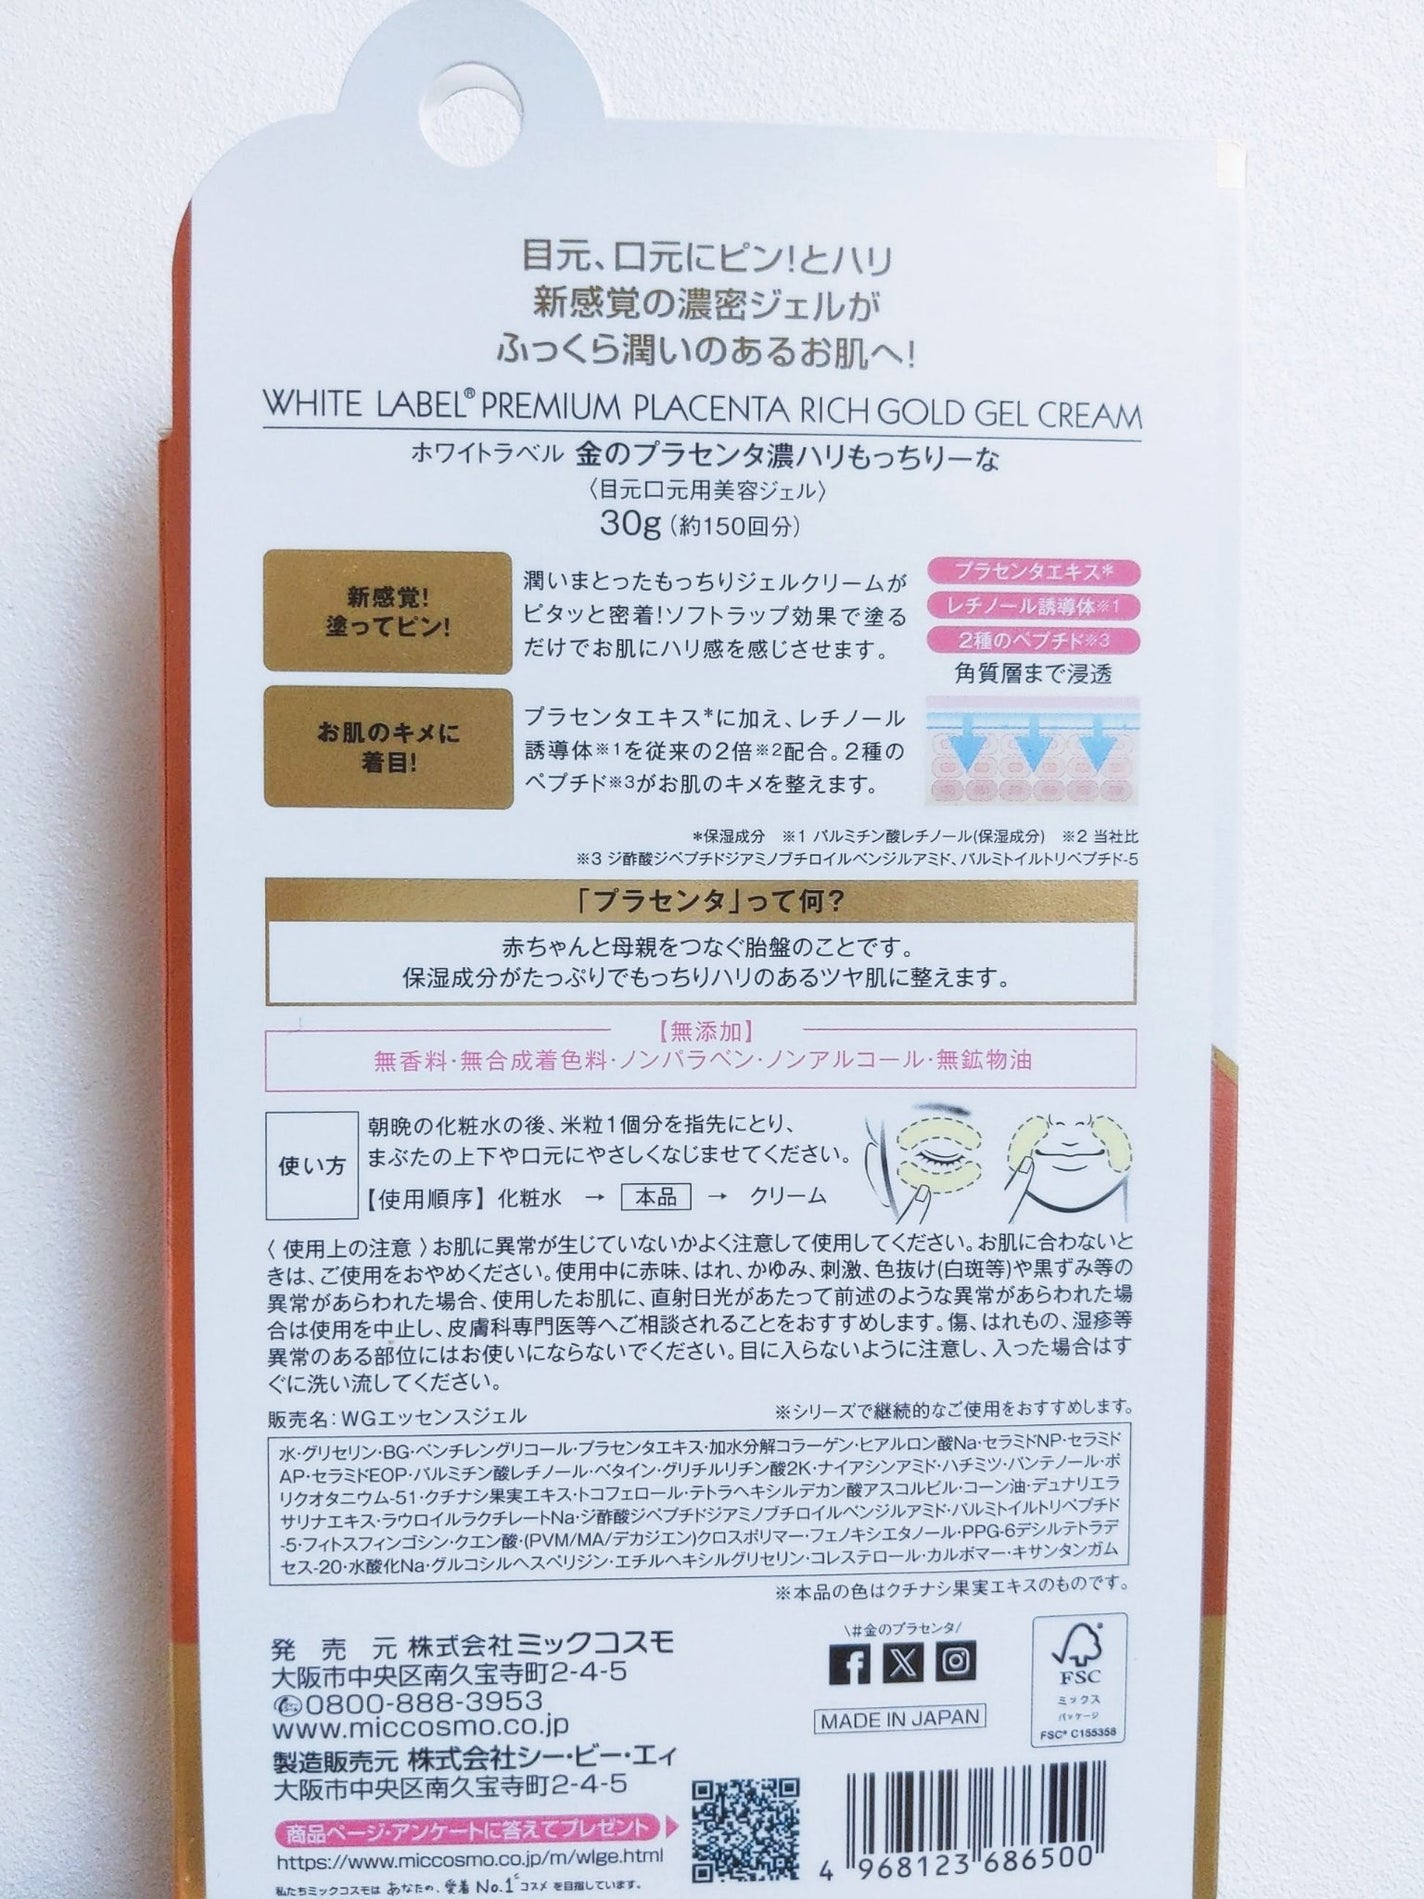 目元、口元にピン!とハリ
新感覚の濃密ジェルが
ふっくら潤いのあるお肌へ!
WHITE LABEL® PREMIUM PLACENTA RICH GOLD GEL CREAM
ホワイトラベル 金のプラセンタ濃ハリもっちりーな
〈目元口元用美容ジェル〉
30g(約150回分)
新感覚!
塗ってピン!
潤いまとったもっちりジェルクリームが
ピタッと密着!ソフトラップ効果で塗る
だけでお肌にハリ感を感じさせます。
プラセンタエキス*
レチノール誘導体※1
2種のペプチド※3
角質層まで浸透
お肌のキメに
着目!
プラセンタエキス*に加え、レチノール
誘導体※1を従来の2倍※2配合。2種の
ペプチド※3がお肌のキメを整えます。
*保湿成分 ※1 パルミチン酸レチノール(保湿成分) ※2 当社比
※3 ジ酢酸ジペプチドジアミノブチロイルベンジルアミド、パルミトイルトリペプチド-5
「プラセンタ」って何?
赤ちゃんと母親をつなぐ胎盤のことです。
保湿成分がたっぷりでもっちりハリのあるツヤ肌に整えます。
【無添加】
無香料・無合成着色料・ノンパラベン・ノンアルコール・無鉱物油
使い方
朝晩の化粧水の後、米粒1個分を指先にとり、
まぶたの上下や口元にやさしくなじませてください。
【使用順序】化粧水 → 本品 → クリーム
〈 使用上の注意 〉お肌に異常が生じていないかよく注意して使用してください。お肌に合わないと
きは、ご使用をおやめください。使用中に赤味、はれ、かゆみ、刺激、色抜け(白斑等)や黒ずみ等の
異常があらわれた場合、使用したお肌に、直射日光があたって前述のような異常があらわれた場
合は使用を中止し、皮膚科専門医等へご相談されることをおすすめします。傷、はれもの、湿疹等
異常のある部位にはお使いにならないでください。目に入らないように注意し、入った場合はす
ぐに洗い流してください。
販売名:WGエッセンスジェル
※シリーズで継続的なご使用をおすすめします。
水・グリセリン・BG・ペンチレングリコール・プラセンタエキス・加水分解コラーゲン・ヒアルロン酸Na・セラミドNP・セラミド
AP・セラミドEOP・パルミチン酸レチノール・ベタイン・グリチルリチン酸2K・ナイアシンアミド・ハチミツ・パンテノール・ポ
リクオタニウム-51・クチナシ果実エキス・トコフェロール・テトラヘキシルデカン酸アスコルビル・コーン油・デュナリエラ
サリナエキス・ラウロイルラクチレートNa・ジ酢酸ジペプチドジアミノブチロイルベンジルアミド・パルミトイルトリペプチド
-5・フィトスフィンゴシン・クエン酸・(PVM/MA/デカジエン)クロスポリマー・フェノキシエタノール・PPG-6デシルテトラデ
セス-20・水酸化Na・グルコシルヘスペリジン・エチルヘキシルグリセリン・コレステロール・カルボマー・キサンタンガム
※本品の色はクチナシ果実エキスのものです。
発 売 元 株式会社ミックコスモ
大阪市中央区南久宝寺町2-4-5
0800-888-3953
www.miccosmo.co.jp
製造販売元 株式会社シー・ビー・エィ
大阪市中央区南久宝寺町2-4-5
\#金のプラセンタ/
MADE IN JAPAN
FSC
ミックス
パッケージ
FSC® C155358
商品ページ・アンケートに答えてプレゼント
https://www.miccosmo.co.jp/m/wlge.html
私たちミックコスモは あなたの、愛着 No.1コスメ を目指しています。
4 968123 686500